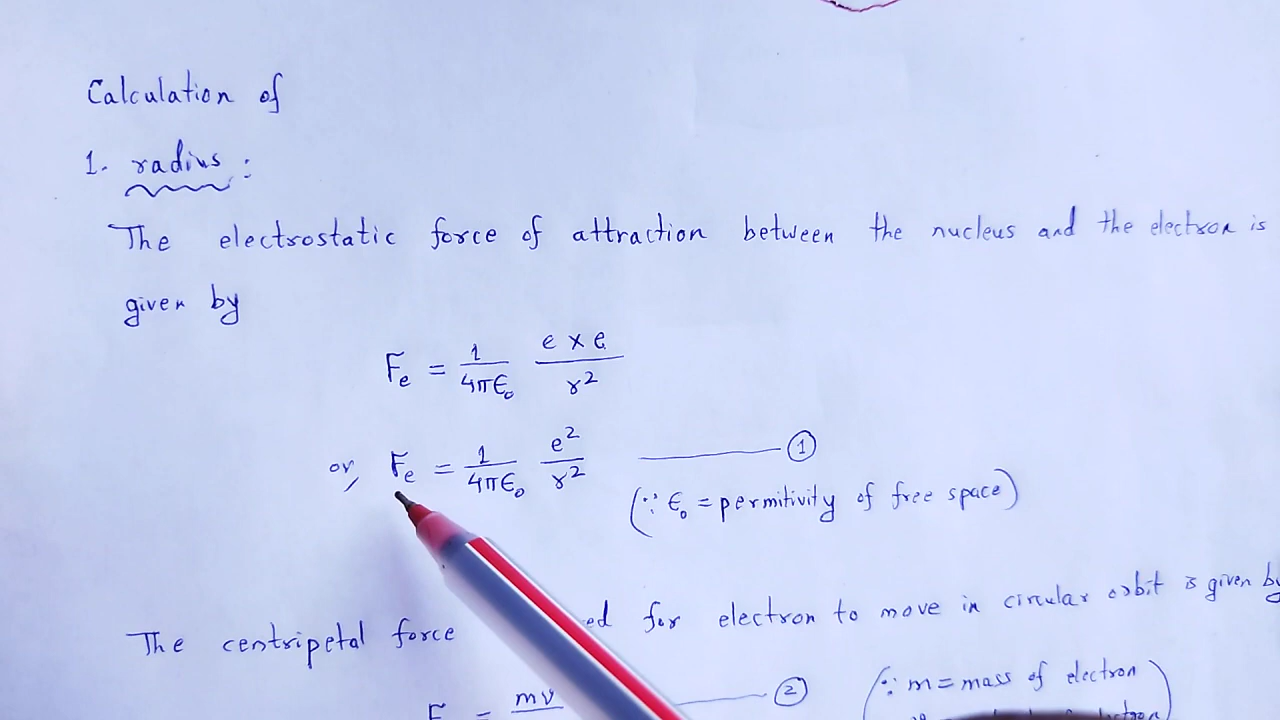 Calculation of
1. radius :
The electrostatic force of attraction between the nucleus and the electron is
given by
Fe = 1/4πϵ₀ e × e/r²
or, Fe = 1/4πϵ₀ e²/r² ——— ①
(∵ ϵ₀ = permitivity of free space)
The centripetal force ed for electron to move in circular orbit is given by
F = mv ——— ②
(∵ m = mass of electron